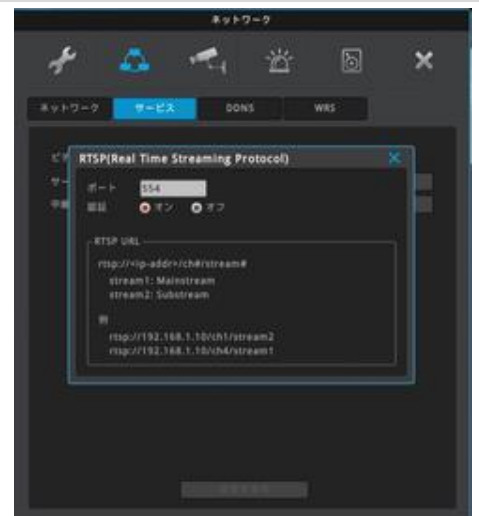 ネットワーク
ネットワーク サービス DDNS WRS
RTSP(Real Time Streaming Protocol)
ポート 554
認証 オン オフ
RTSP URL
rtsp://<ip-addr>/ch#/stream#
stream1: Mainstream
stream2: Substream
例
rtsp://192.168.1.10/ch1/stream2
rtsp://192.168.1.10/ch4/stream1